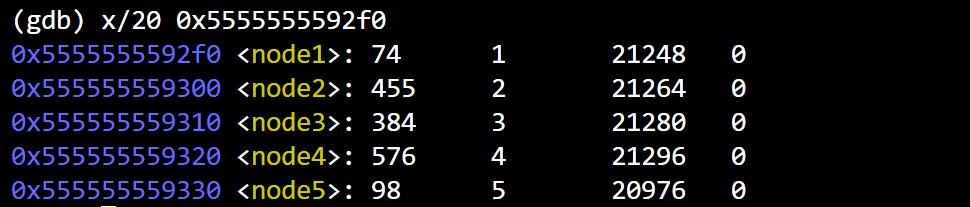 (gdb) x/20 0x5555555592f0
0x5555555592f0 <node1>: 74 1 21248 0
0x555555559300 <node2>: 455 2 21264 0
0x555555559310 <node3>: 384 3 21280 0
0x555555559320 <node4>: 576 4 21296 0
0x555555559330 <node5>: 98 5 20976 0